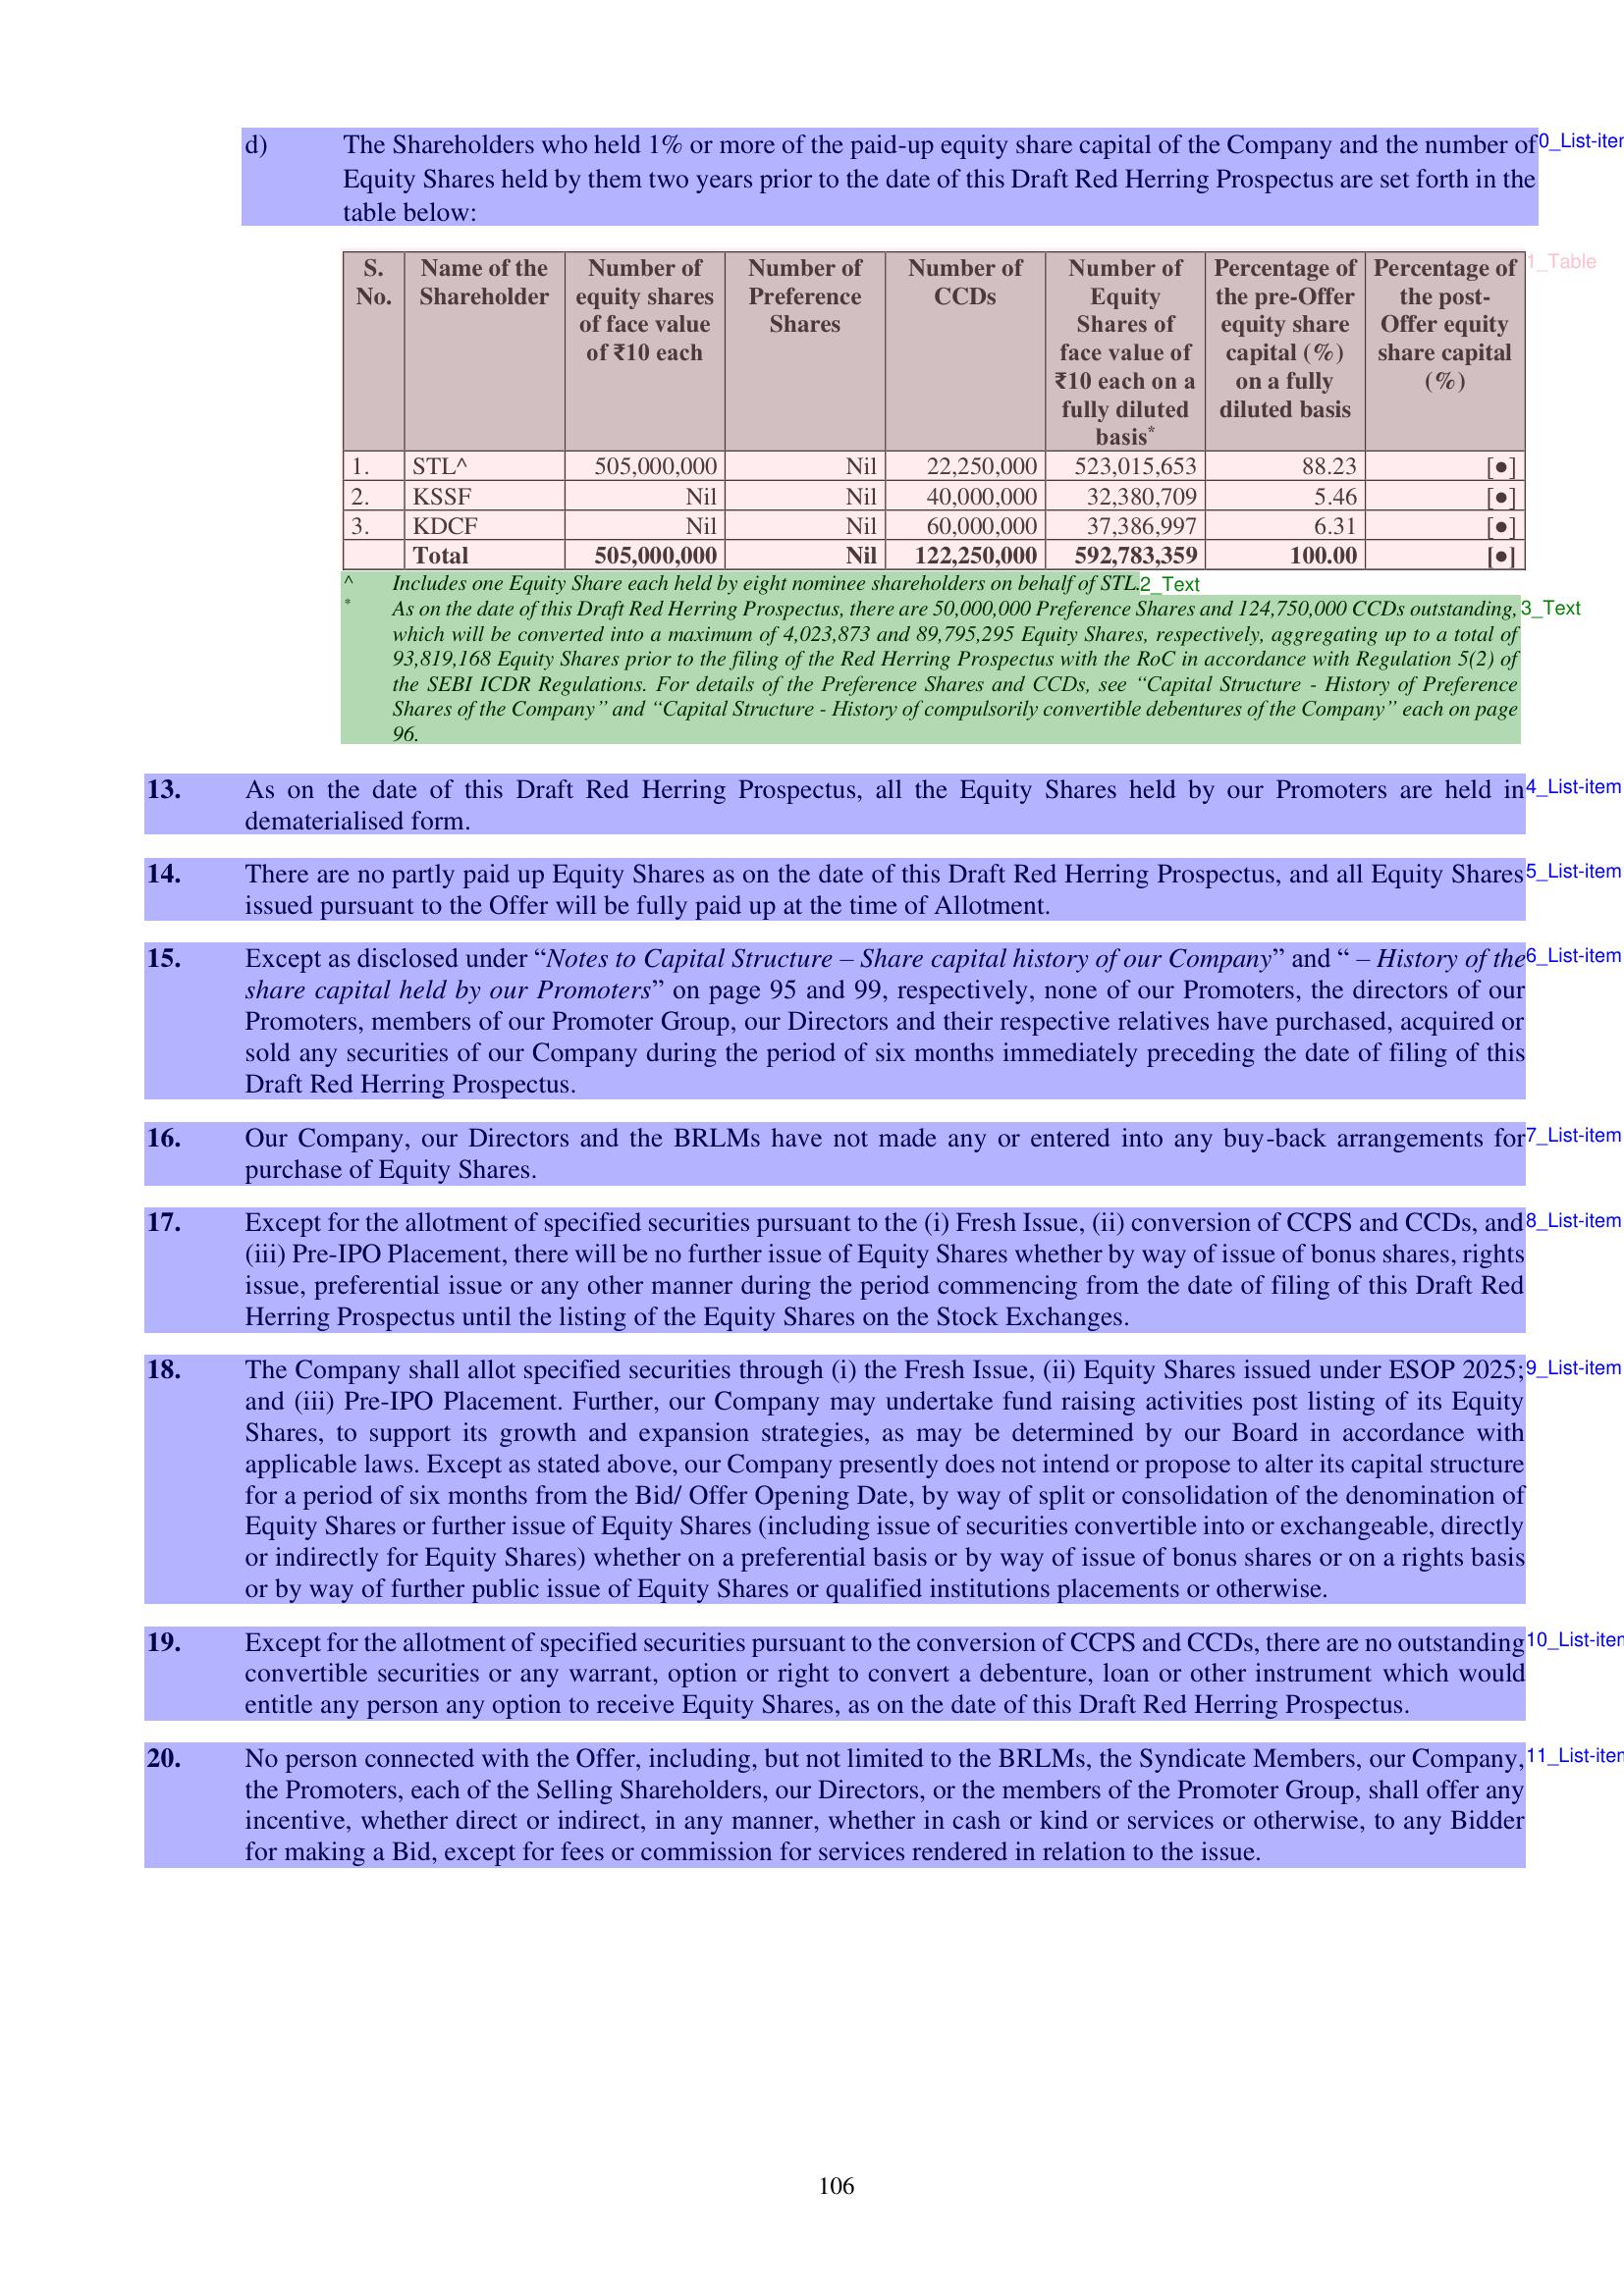 d) The Shareholders who held 1% or more of the paid-up equity share capital of the Company and the number of
Equity Shares held by them two years prior to the date of this Draft Red Herring Prospectus are set forth in the
table below:
0_List-iter
S. No. Name of the Shareholder Number of equity shares of face value of ₹10 each Number of Preference Shares Number of CCDs Number of Equity Shares of face value of ₹10 each on a fully diluted basis* Percentage of the pre-Offer equity share capital (%) on a fully diluted basis Percentage of the post-Offer equity share capital (%)
1_Table
1. STL^ 505,000,000 Nil 22,250,000 523,015,653 88.23 [●]
2. KSSF Nil Nil 40,000,000 32,380,709 5.46 [●]
3. KDCF Nil Nil 60,000,000 37,386,997 6.31 [●]
Total 505,000,000 Nil 122,250,000 592,783,359 100.00 [●]
^ Includes one Equity Share each held by eight nominee shareholders on behalf of STL.
2_Text
* As on the date of this Draft Red Herring Prospectus, there are 50,000,000 Preference Shares and 124,750,000 CCDs outstanding,
3_Text
which will be converted into a maximum of 4,023,873 and 89,795,295 Equity Shares, respectively, aggregating up to a total of
93,819,168 Equity Shares prior to the filing of the Red Herring Prospectus with the RoC in accordance with Regulation 5(2) of
the SEBI ICDR Regulations. For details of the Preference Shares and CCDs, see “Capital Structure - History of Preference
Shares of the Company” and “Capital Structure - History of compulsorily convertible debentures of the Company” each on page
96.
13. As on the date of this Draft Red Herring Prospectus, all the Equity Shares held by our Promoters are held in
4_List-item
dematerialised form.
14. There are no partly paid up Equity Shares as on the date of this Draft Red Herring Prospectus, and all Equity Shares
5_List-item
issued pursuant to the Offer will be fully paid up at the time of Allotment.
15. Except as disclosed under “Notes to Capital Structure – Share capital history of our Company” and “ – History of the
6_List-item
share capital held by our Promoters” on page 95 and 99, respectively, none of our Promoters, the directors of our
Promoters, members of our Promoter Group, our Directors and their respective relatives have purchased, acquired or
sold any securities of our Company during the period of six months immediately preceding the date of filing of this
Draft Red Herring Prospectus.
16. Our Company, our Directors and the BRLMs have not made any or entered into any buy-back arrangements for
7_List-item
purchase of Equity Shares.
17. Except for the allotment of specified securities pursuant to the (i) Fresh Issue, (ii) conversion of CCPS and CCDs, and
8_List-item
(iii) Pre-IPO Placement, there will be no further issue of Equity Shares whether by way of issue of bonus shares, rights
issue, preferential issue or any other manner during the period commencing from the date of filing of this Draft Red
Herring Prospectus until the listing of the Equity Shares on the Stock Exchanges.
18. The Company shall allot specified securities through (i) the Fresh Issue, (ii) Equity Shares issued under ESOP 2025;
9_List-item
and (iii) Pre-IPO Placement. Further, our Company may undertake fund raising activities post listing of its Equity
Shares, to support its growth and expansion strategies, as may be determined by our Board in accordance with
applicable laws. Except as stated above, our Company presently does not intend or propose to alter its capital structure
for a period of six months from the Bid/ Offer Opening Date, by way of split or consolidation of the denomination of
Equity Shares or further issue of Equity Shares (including issue of securities convertible into or exchangeable, directly
or indirectly for Equity Shares) whether on a preferential basis or by way of issue of bonus shares or on a rights basis
or by way of further public issue of Equity Shares or qualified institutions placements or otherwise.
19. Except for the allotment of specified securities pursuant to the conversion of CCPS and CCDs, there are no outstanding
10_List-iter
convertible securities or any warrant, option or right to convert a debenture, loan or other instrument which would
entitle any person any option to receive Equity Shares, as on the date of this Draft Red Herring Prospectus.
20. No person connected with the Offer, including, but not limited to the BRLMs, the Syndicate Members, our Company,
11_List-iter
the Promoters, each of the Selling Shareholders, our Directors, or the members of the Promoter Group, shall offer any
incentive, whether direct or indirect, in any manner, whether in cash or kind or services or otherwise, to any Bidder
for making a Bid, except for fees or commission for services rendered in relation to the issue.
106